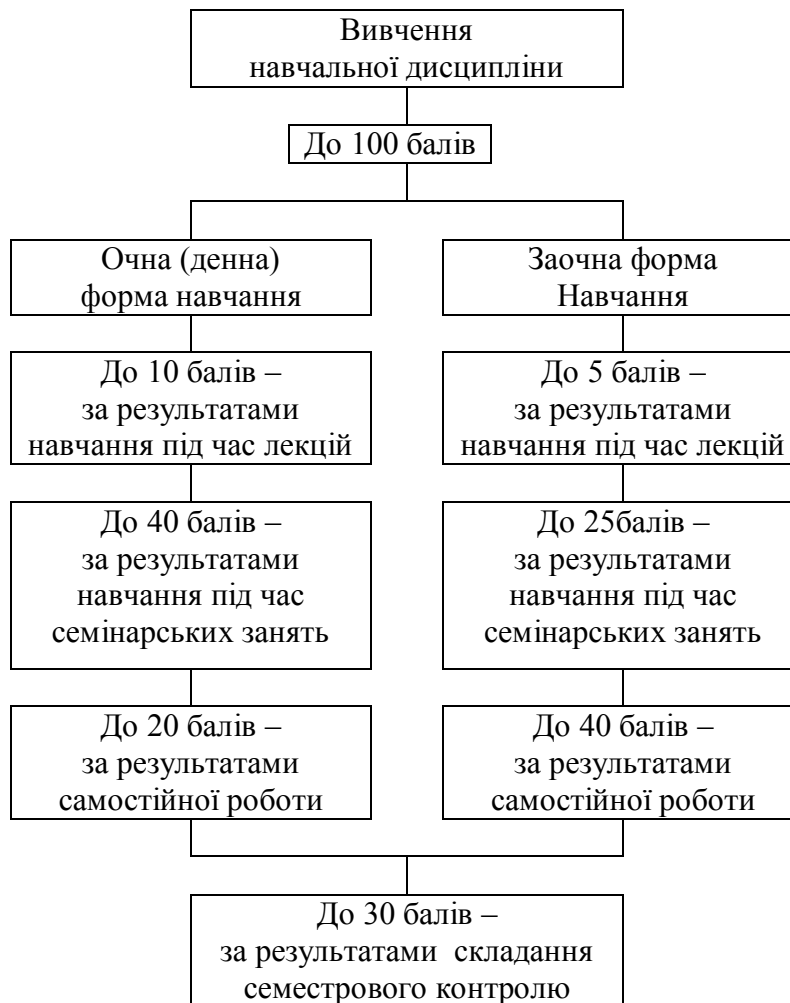 Вивчення
навчальної дисципліни
До 100 балів
Очна (денна)
форма навчання
Заочна форма
Навчання
До 10 балів –
за результатами
навчання під час лекцій
До 5 балів –
за результатами
навчання під час лекцій
До 40 балів –
за результатами
навчання під час
семінарських занять
До 25балів –
за результатами
навчання під час
семінарських занять
До 20 балів –
за результатами
самостійної роботи
До 40 балів –
за результатами
самостійної роботи
До 30 балів –
за результатами складання
семестрового контролю